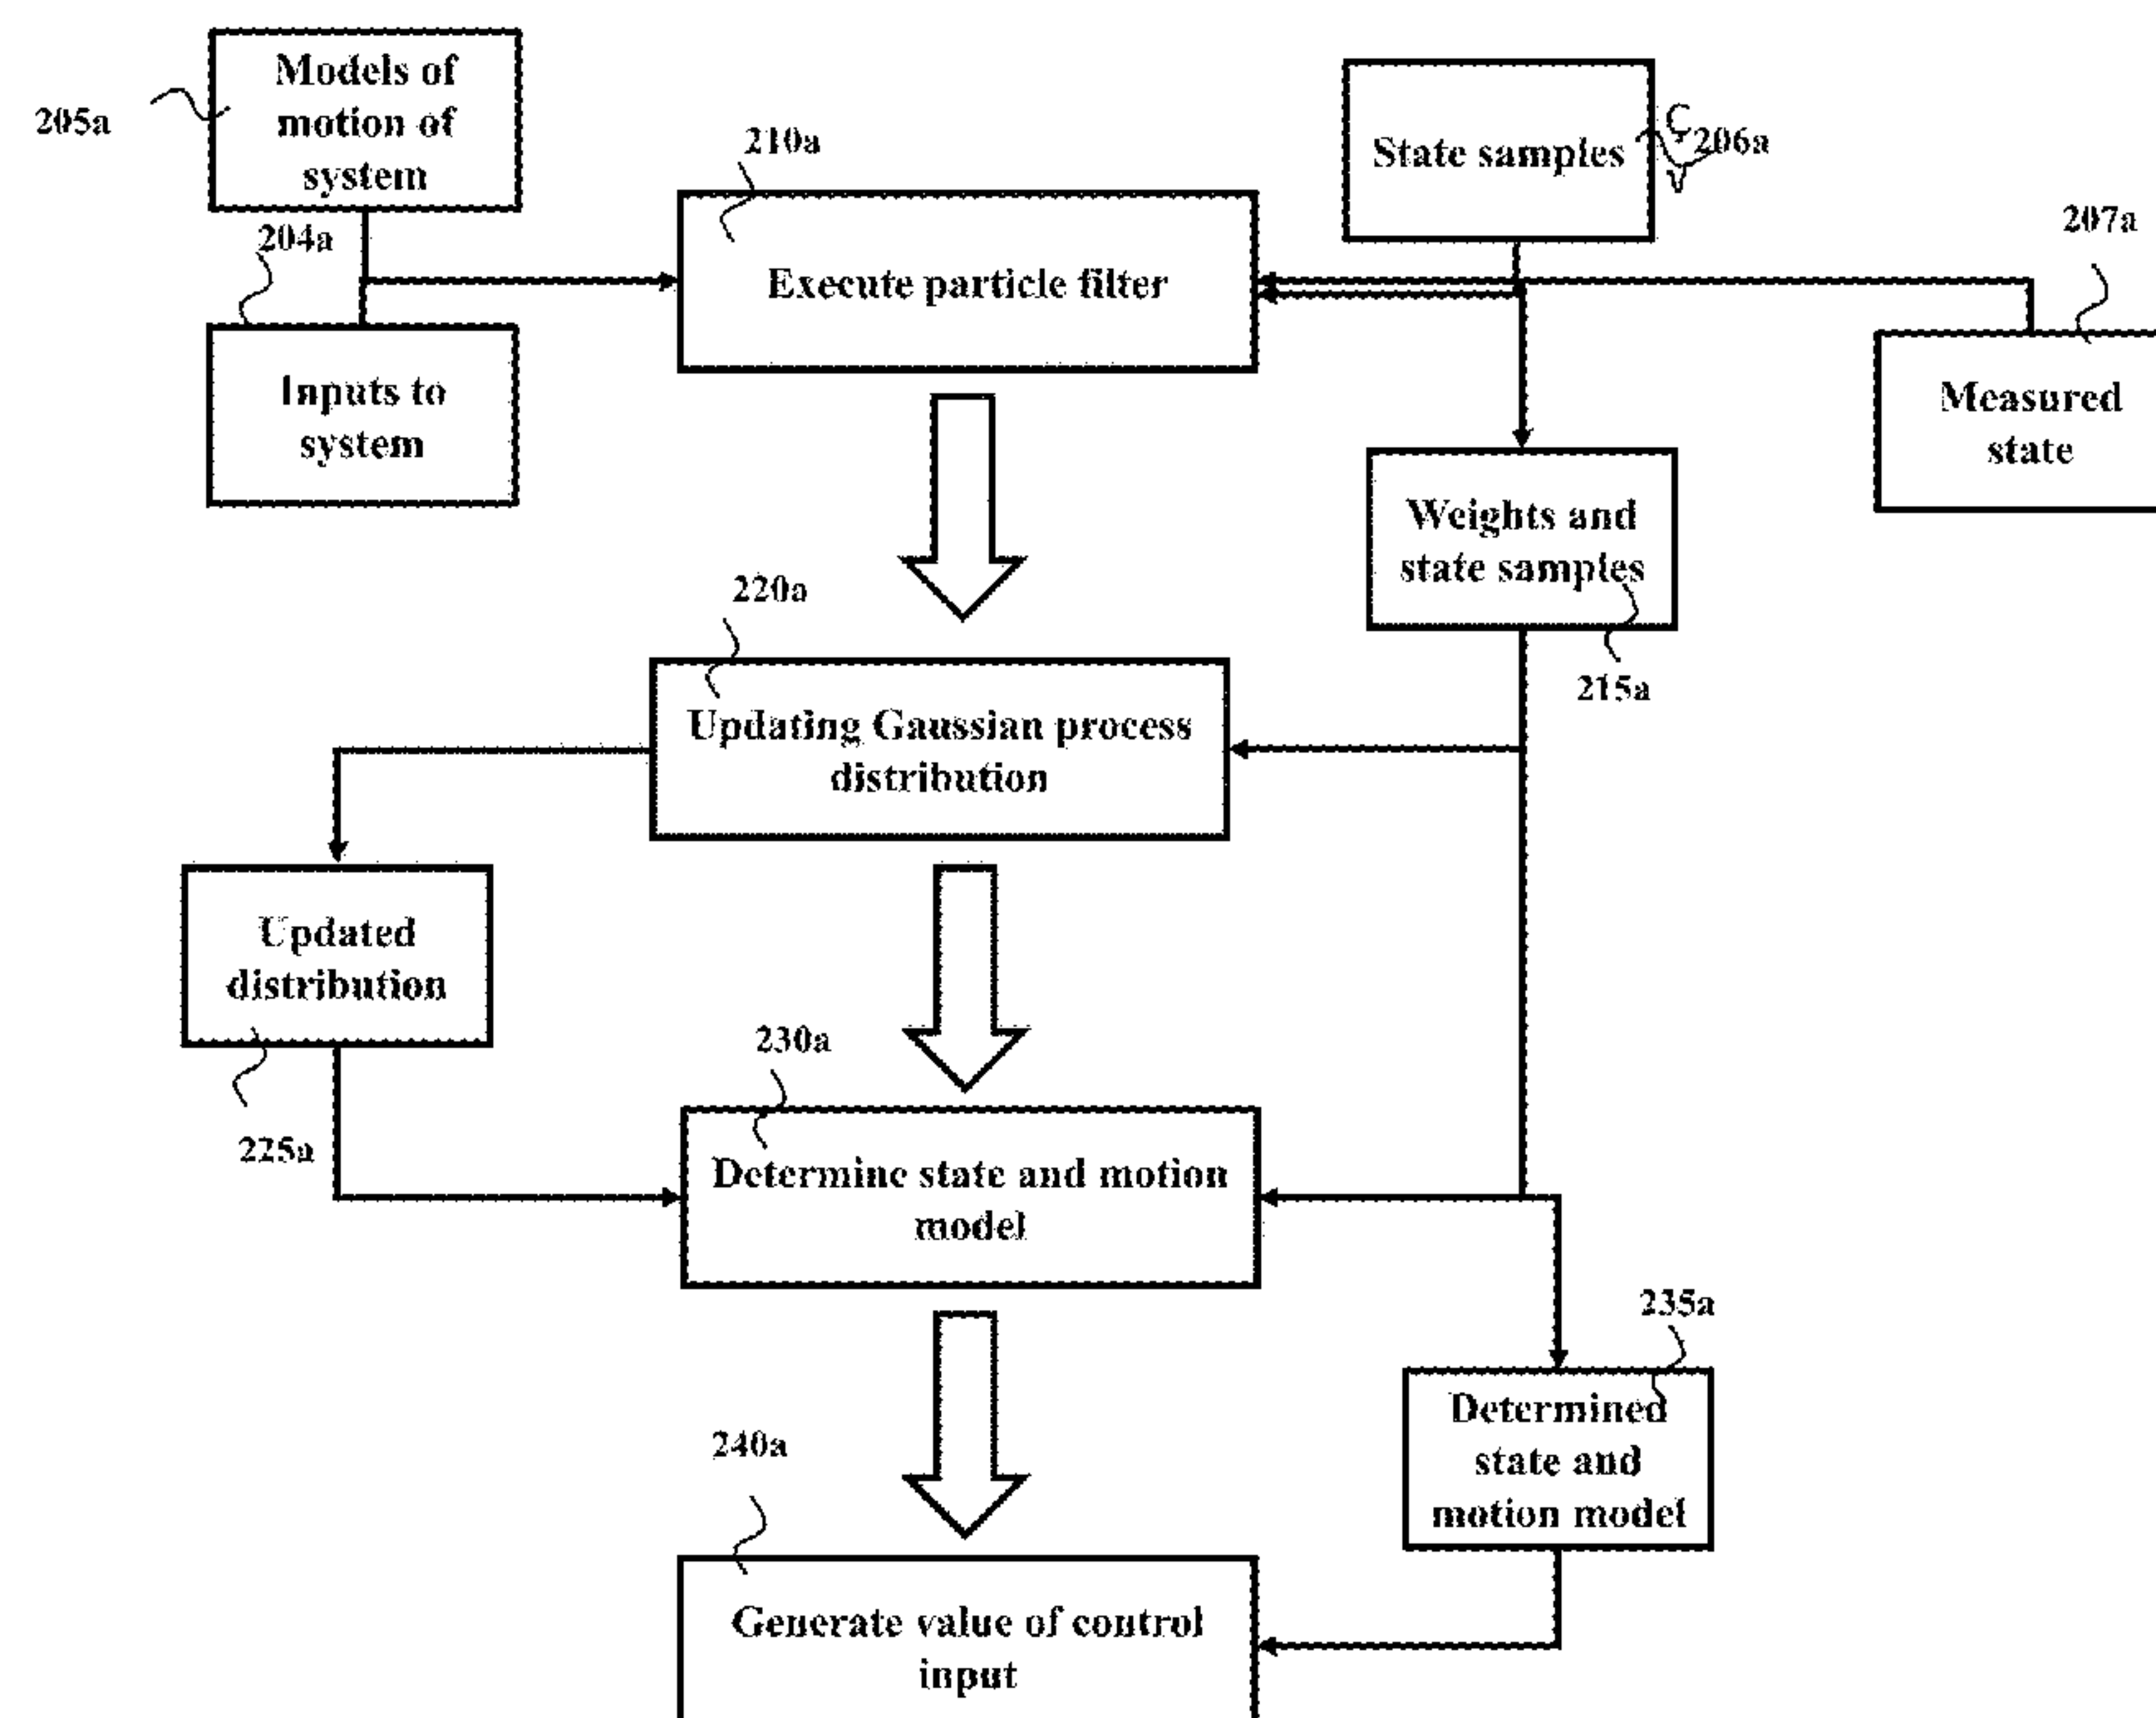 Models of
motion of
system
205a
204a
Inputs to
system
210a
Execute particle filter
State samples
206a
207a
Measured
state
Weights and
state samples
215a
220a
Updating Gaussian process
distribution
Updated
distribution
225a
230a
Determine state and motion
model
235a
Determined
state and
motion model
240a
Generate value of control
input